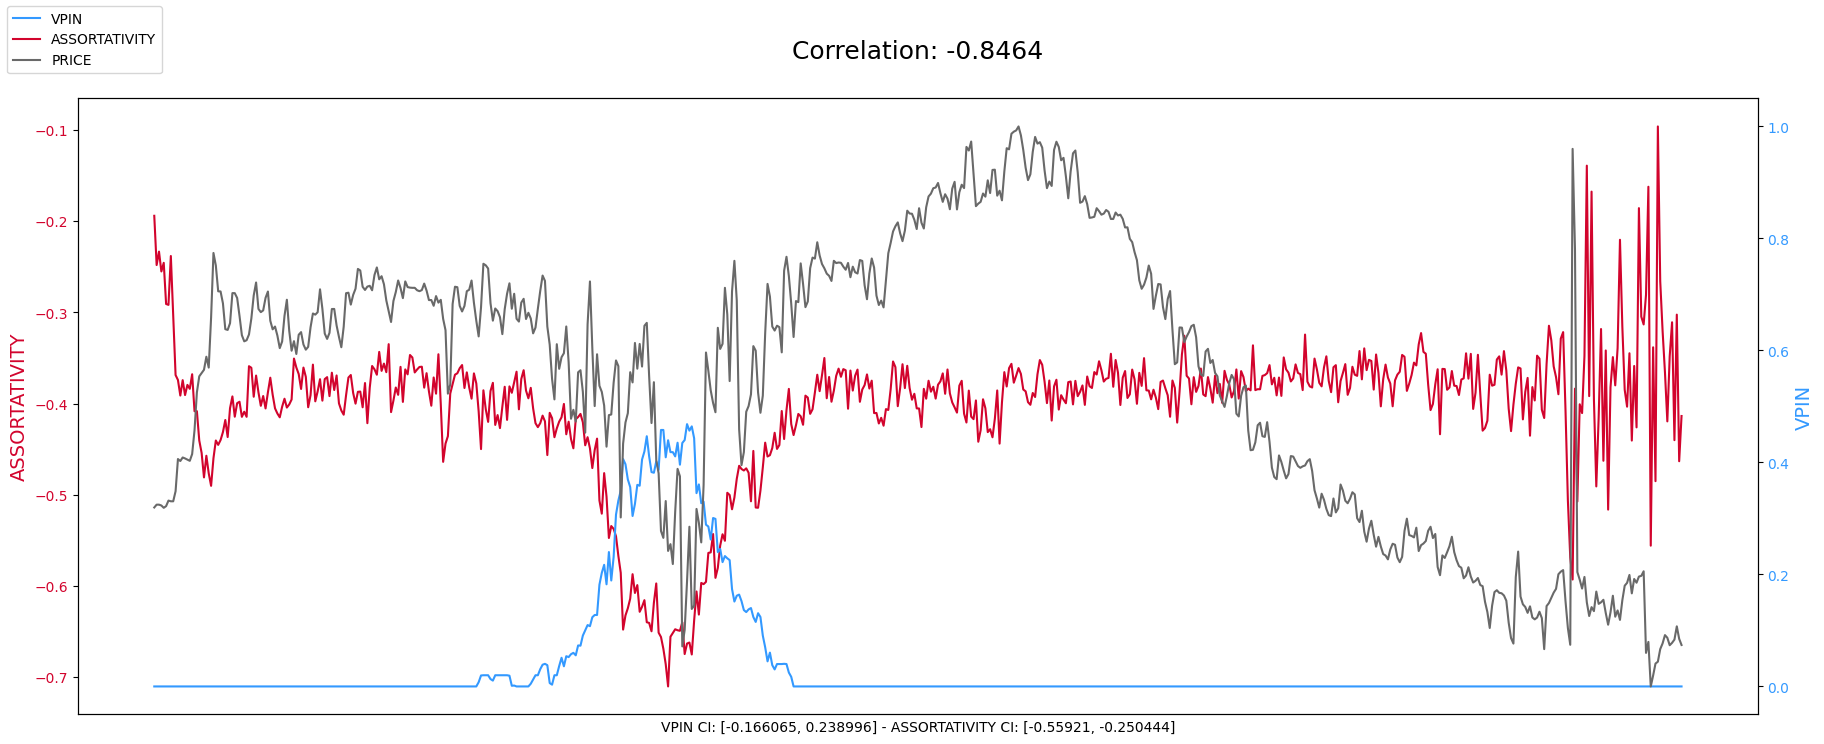 VPIN
ASSORTATIVITY
PRICE
Correlation: -0.8464
ASSORTATIVITY
−0.1
−0.2
−0.3
−0.4
−0.5
−0.6
−0.7
1.0
0.8
0.6
0.4
0.2
0.0
VPIN
VPIN CI: [-0.166065, 0.238996] - ASSORTATIVITY CI: [-0.55921, -0.250444]